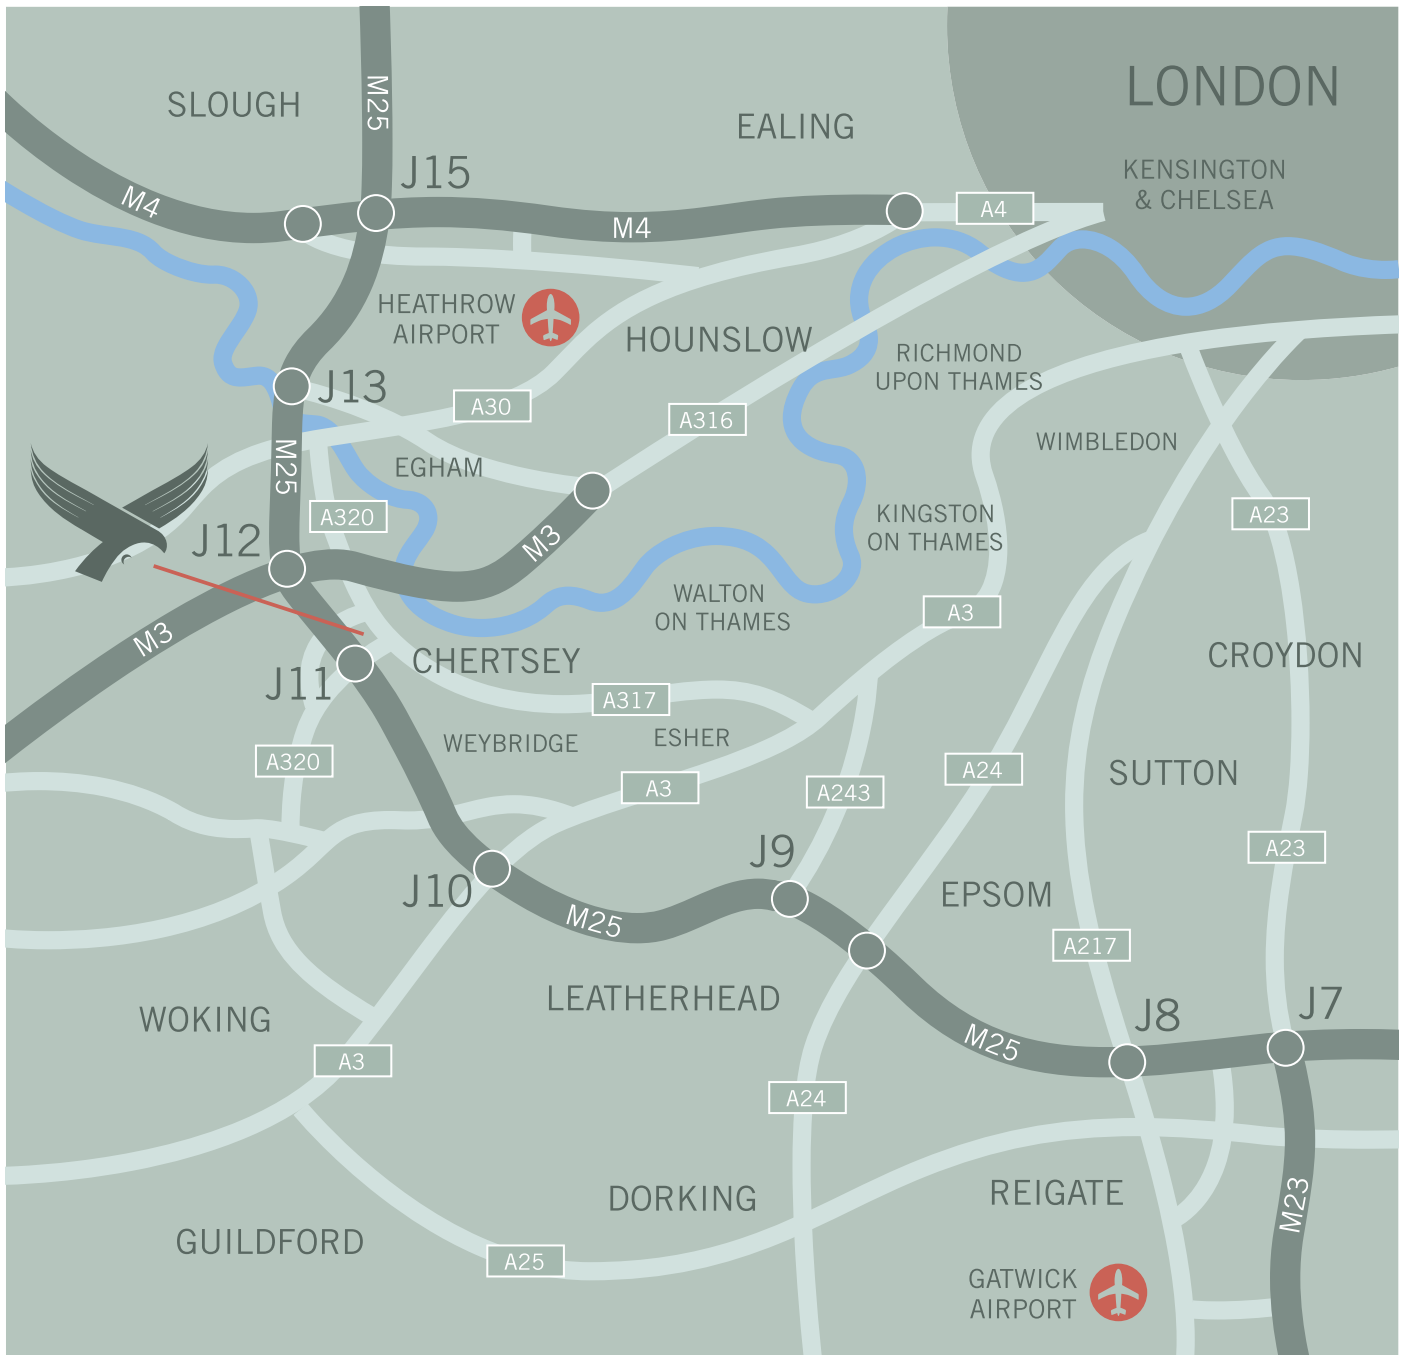 LONDON
M25
SLOUGH
EALING
KENSINGTON
& CHELSEA
J15
M4
M4
A4
HEATHROW
AIRPORT
HOUNSLOW
RICHMOND
UPON THAMES
J13
A30
A316
WIMBLEDON
M25
EGHAM
A320
A23
KINGSTON
ON THAMES
J12
M3
WALTON
ON THAMES
A3
M3
CHERTSEY
CROYDON
J11
A317
WEYBRIDGE
ESHER
A320
A24
SUTTON
A3
A243
J9
A23
J10
EPSOM
M25
A217
LEATHERHEAD
WOKING
J8
J7
M25
A3
A24
DORKING
REIGATE
M23
GUILDFORD
A25
GATWICK
AIRPORT